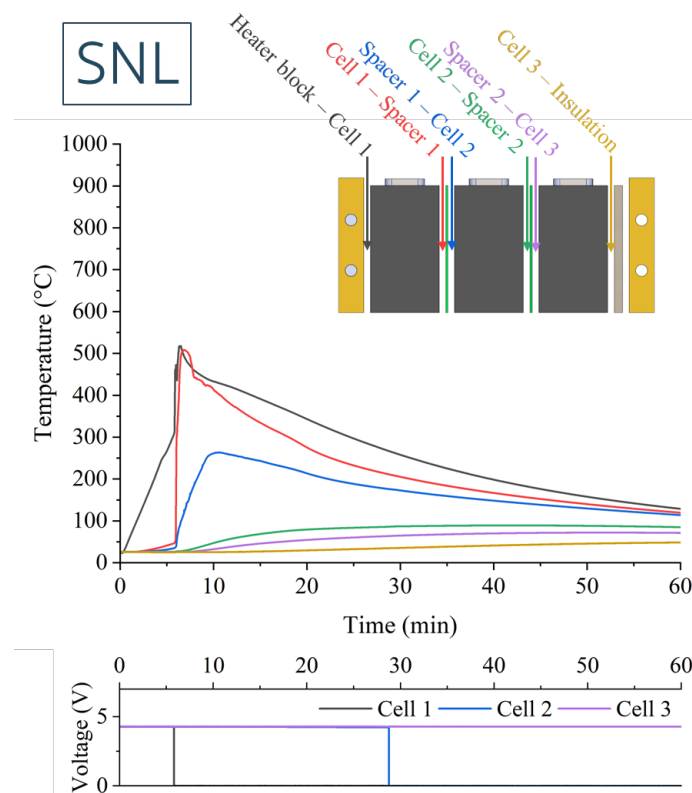 SNL
Heater block – Cell 1
Cell 1 – Spacer 1
Spacer 1 – Cell 2
Cell 2 – Spacer 2
Spacer 2 – Cell 3
Cell 3 – Insulation
1000
900
800
700
600
500
400
300
200
100
0
Temperature (°C)
0 10 20 30 40 50 60
Time (min)
0 10 20 30 40 50 60
Voltage (V)
5
0
Cell 1 Cell 2 Cell 3